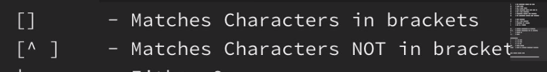 []      - Matches Characters in brackets
[^ ]    - Matches Characters NOT in bracket